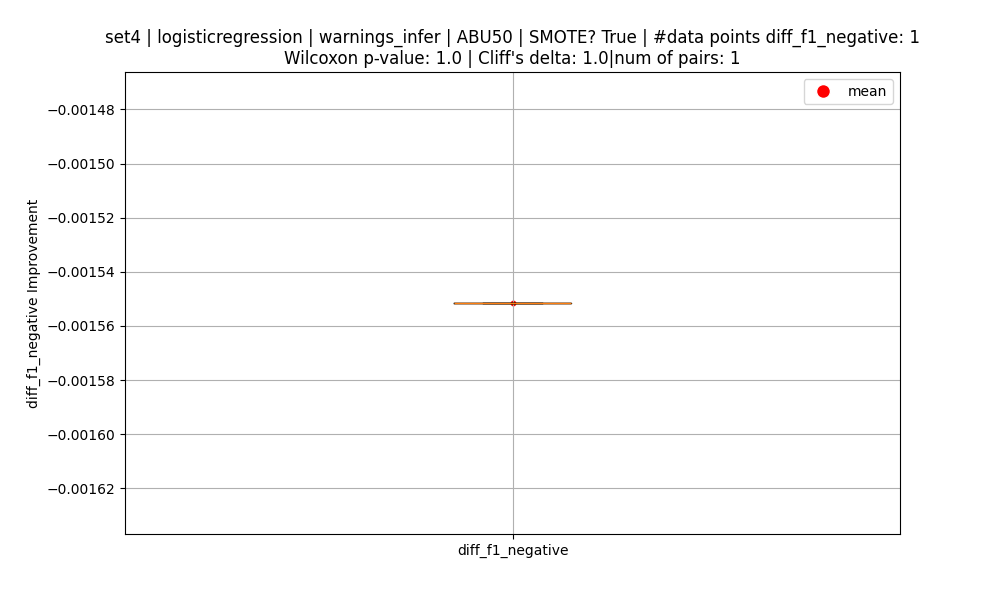 set4 | logisticregression | warnings_infer | ABU50 | SMOTE? True | #data points diff_f1_negative: 1
Wilcoxon p-value: 1.0 | Cliff's delta: 1.0|num of pairs: 1
mean
−0.00148
−0.00150
−0.00152
−0.00154
−0.00156
−0.00158
−0.00160
−0.00162
diff_f1_negative Improvement
diff_f1_negative